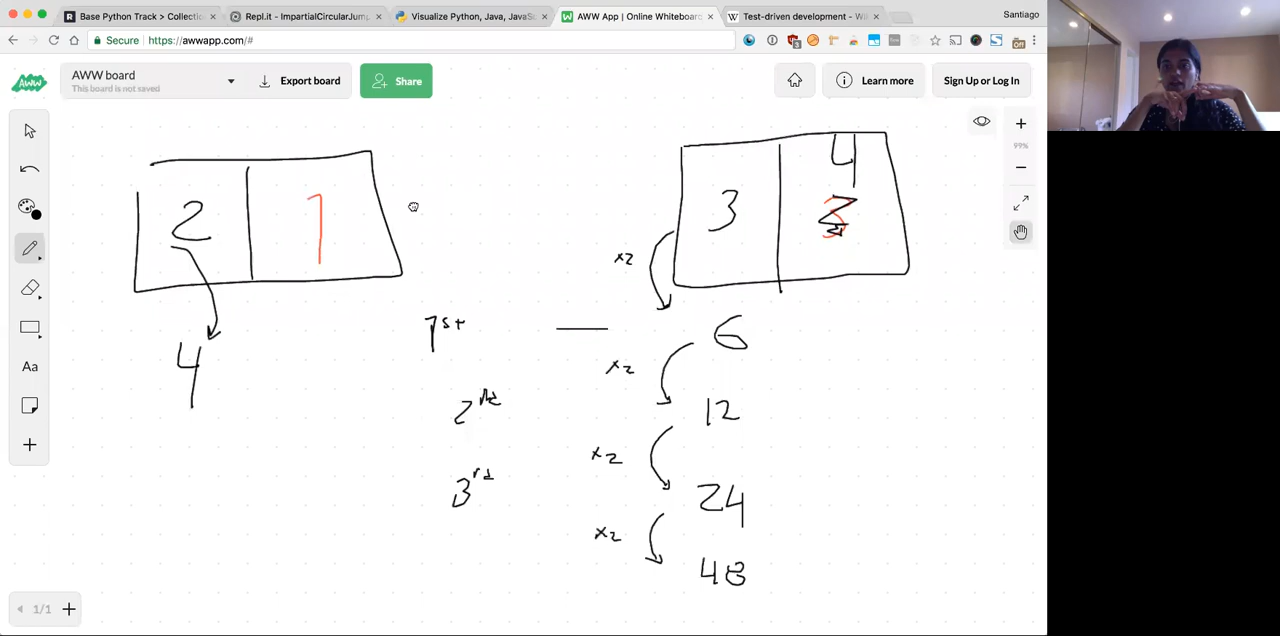 Base Python Track > Collectio
Repl.it - ImpartialCircularJump
Visualize Python, Java, JavaSc
AWW App | Online Whiteboard
Test-driven development - Wi
Santiago
Secure https://awwapp.com/#
AWW
AWW board
This board is not saved
Export board
Share
Learn more
Sign Up or Log In
99%
Aa
4
2 1 3
x2
1st — 6
x2
2nd 12
x2
3rd 24
x2
48
1/1